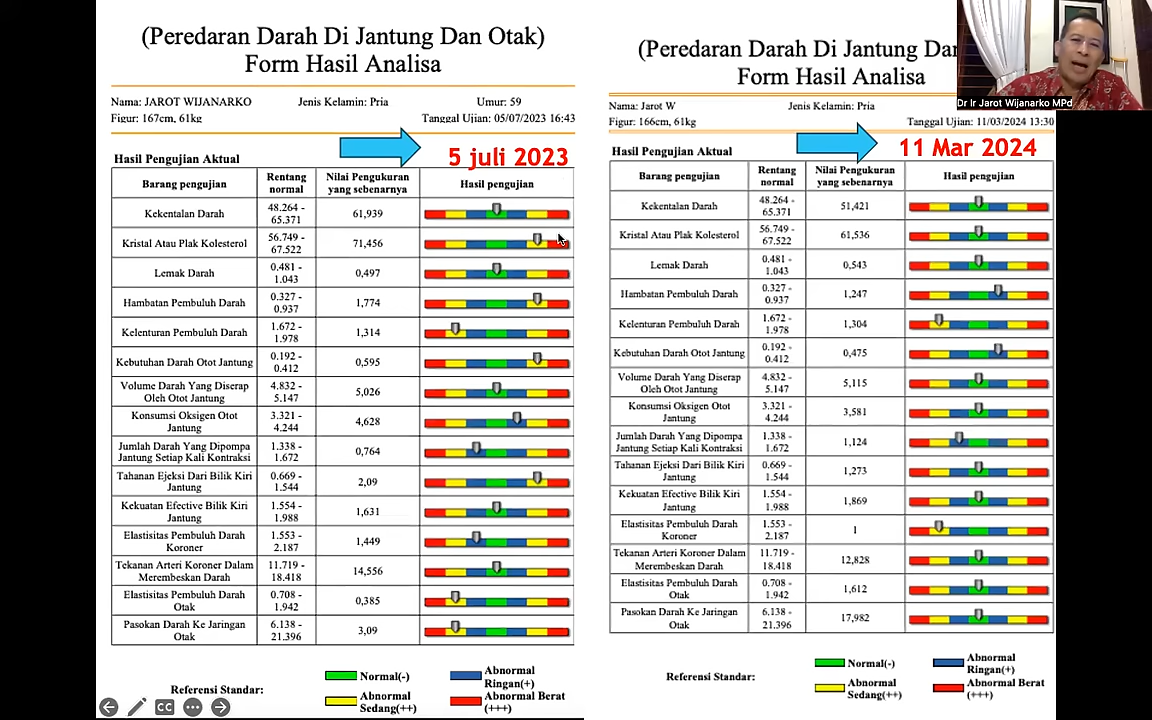 (Peredaran Darah Di Jantung Dan Otak)
Form Hasil Analisa
Nama: JAROT WIJANARKO Jenis Kelamin: Pria Umur: 59
Figur: 167cm, 61kg Tanggal Ujian: 05/07/2023 16:43
5 juli 2023
Hasil Pengujian Aktual
Barang pengujian Rentang normal Nilai Pengukuran yang sebenarnya Hasil pengujian
Kekentalan Darah 48.264 - 65.371 61,939
Kristal Atau Plak Kolesterol 56.749 - 67.522 71,456
Lemak Darah 0.481 - 1.043 0,497
Hambatan Pembuluh Darah 0.327 - 0.937 1,774
Kelenturan Pembuluh Darah 1.672 - 1.978 1,314
Kebutuhan Darah Otot Jantung 0.192 - 0.412 0,595
Volume Darah Yang Diserap Oleh Otot Jantung 4.832 - 5.147 5,026
Konsumsi Oksigen Otot Jantung 3.321 - 4.244 4,628
Jumlah Darah Yang Dipompa Jantung Setiap Kali Kontraksi 1.338 - 1.672 0,764
Tahanan Ejeksi Dari Bilik Kiri Jantung 0.669 - 1.544 2,09
Kekuatan Efective Bilik Kiri Jantung 1.554 - 1.988 1,631
Elastisitas Pembuluh Darah Koroner 1.553 - 2.187 1,449
Tekanan Arteri Koroner Dalam Merembeskan Darah 11.719 - 18.418 14,556
Elastisitas Pembuluh Darah Otak 0.708 - 1.942 0,385
Pasokan Darah Ke Jaringan Otak 6.138 - 21.396 3,09
Referensi Standar:
Normal(-) Abnormal Ringan(+)
Abnormal Sedang(++) Abnormal Berat (+++)
CC
(Peredaran Darah Di Jantung Dan
Form Hasil Analisa
Dr Ir Jarot Wijanarko MPd
Nama: Jarot W Jenis Kelamin: Pria
Figur: 166cm, 61kg Tanggal Ujian: 11/03/2024 13:30
11 Mar 2024
Hasil Pengujian Aktual
Barang pengujian Rentang normal Nilai Pengukuran yang sebenarnya Hasil pengujian
Kekentalan Darah 48.264 - 65.371 51,421
Kristal Atau Plak Kolesterol 56.749 - 67.522 61,536
Lemak Darah 0.481 - 1.043 0,543
Hambatan Pembuluh Darah 0.327 - 0.937 1,247
Kelenturan Pembuluh Darah 1.672 - 1.978 1,304
Kebutuhan Darah Otot Jantung 0.192 - 0.412 0,475
Volume Darah Yang Diserap Oleh Otot Jantung 4.832 - 5.147 5,115
Konsumsi Oksigen Otot Jantung 3.321 - 4.244 3,581
Jumlah Darah Yang Dipompa Jantung Setiap Kali Kontraksi 1.338 - 1.672 1,124
Tahanan Ejeksi Dari Bilik Kiri Jantung 0.669 - 1.544 1,273
Kekuatan Efective Bilik Kiri Jantung 1.554 - 1.988 1,869
Elastisitas Pembuluh Darah Koroner 1.553 - 2.187 1
Tekanan Arteri Koroner Dalam Merembeskan Darah 11.719 - 18.418 12,828
Elastisitas Pembuluh Darah Otak 0.708 - 1.942 1,612
Pasokan Darah Ke Jaringan Otak 6.138 - 21.396 17,982
Referensi Standar:
Normal(-) Abnormal Ringan(+)
Abnormal Sedang(++) Abnormal Berat (+++)